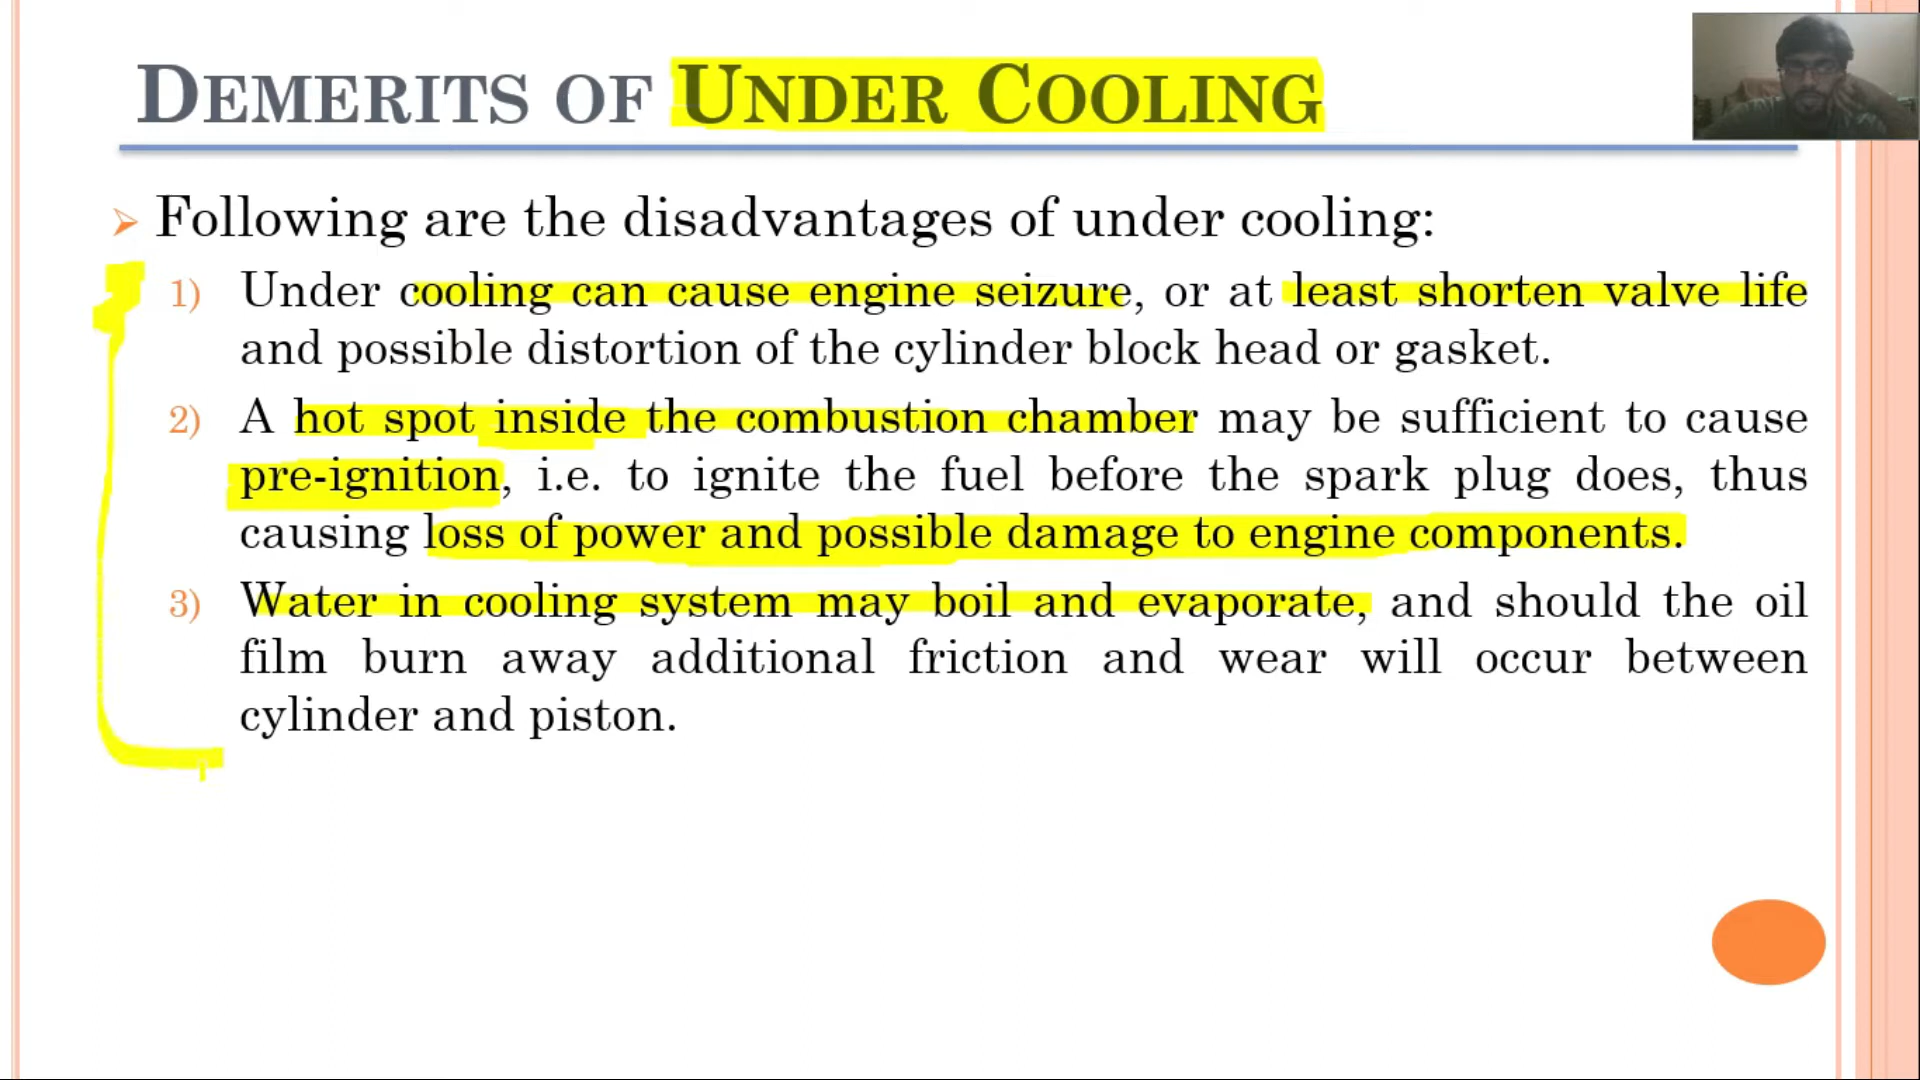 DEMERITS OF UNDER COOLING
➢ Following are the disadvantages of under cooling:
1) Under cooling can cause engine seizure, or at least shorten valve life
and possible distortion of the cylinder block head or gasket.
2) A hot spot inside the combustion chamber may be sufficient to cause
pre-ignition, i.e. to ignite the fuel before the spark plug does, thus
causing loss of power and possible damage to engine components.
3) Water in cooling system may boil and evaporate, and should the oil
film burn away additional friction and wear will occur between
cylinder and piston.